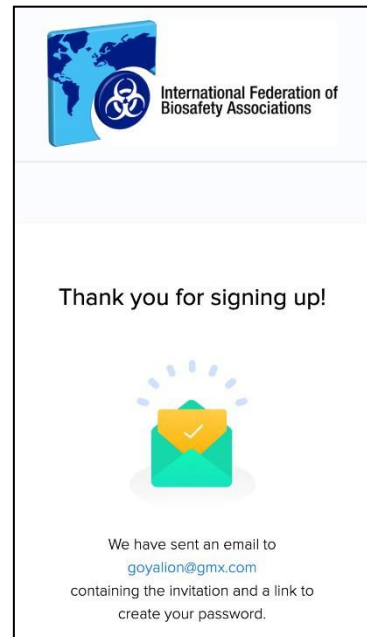 International Federation of
Biosafety Associations
Thank you for signing up!
We have sent an email to
goyalion@gmx.com
containing the invitation and a link to
create your password.